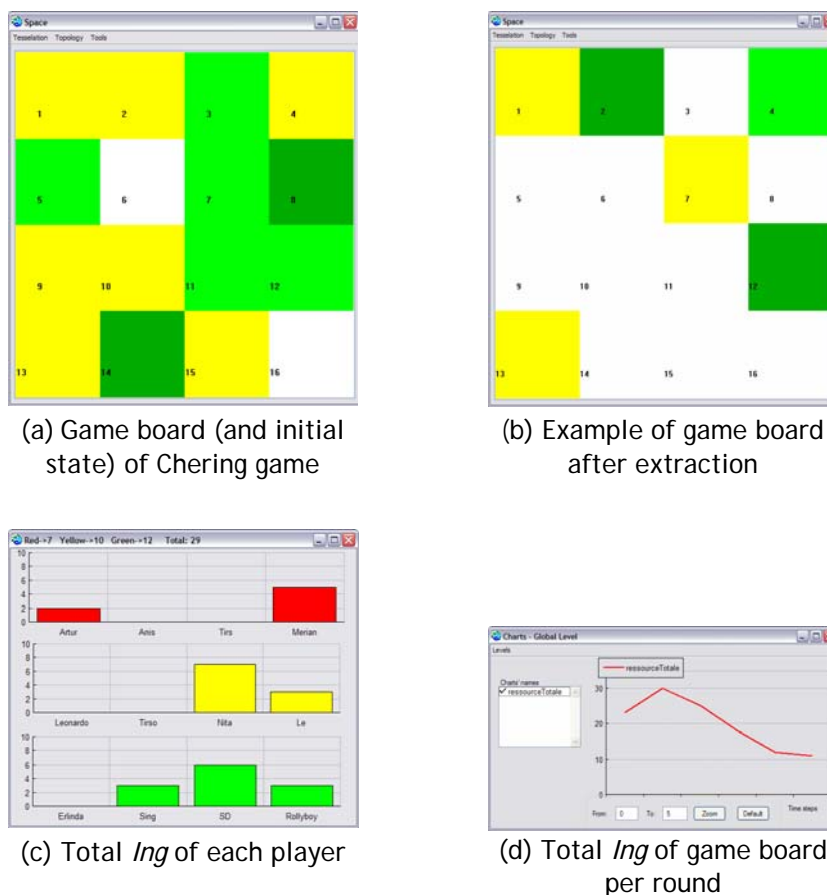 Space
Tesselation Topology Tools
1 2 3 4
5 6 7 8
9 10 11 12
13 14 15 16
(a) Game board (and initial
state) of Chering game
Space
Tesselation Topology Tools
1 2 3 4
5 6 7 8
9 10 11 12
13 14 15 16
(b) Example of game board
after extraction
Red->7 Yellow->10 Green->12 Total: 29
10
8
6
4
2
0
Artur Anis Tirs Merian
10
8
6
4
2
0
Leonardo Tirso Nita Le
10
8
6
4
2
0
Erlinda Sing SD Rollyboy
(c) Total Ing of each player
Charts - Global Level
Levels
Charts' names
ressourceTotale
ressourceTotale
30
20
10
0
From: 0 To: 5 Zoom Default Time steps
(d) Total Ing of game board
per round